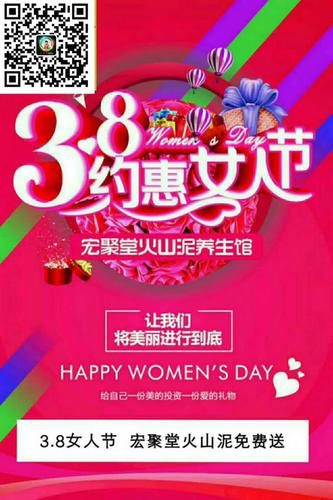 3.8
Women's Day
约惠女人节
宏聚堂火山泥养生馆
让我们
将美丽进行到底
HAPPY WOMEN'S DAY
给自己一份美的投资一份爱的礼物
3.8女人节 宏聚堂火山泥免费送